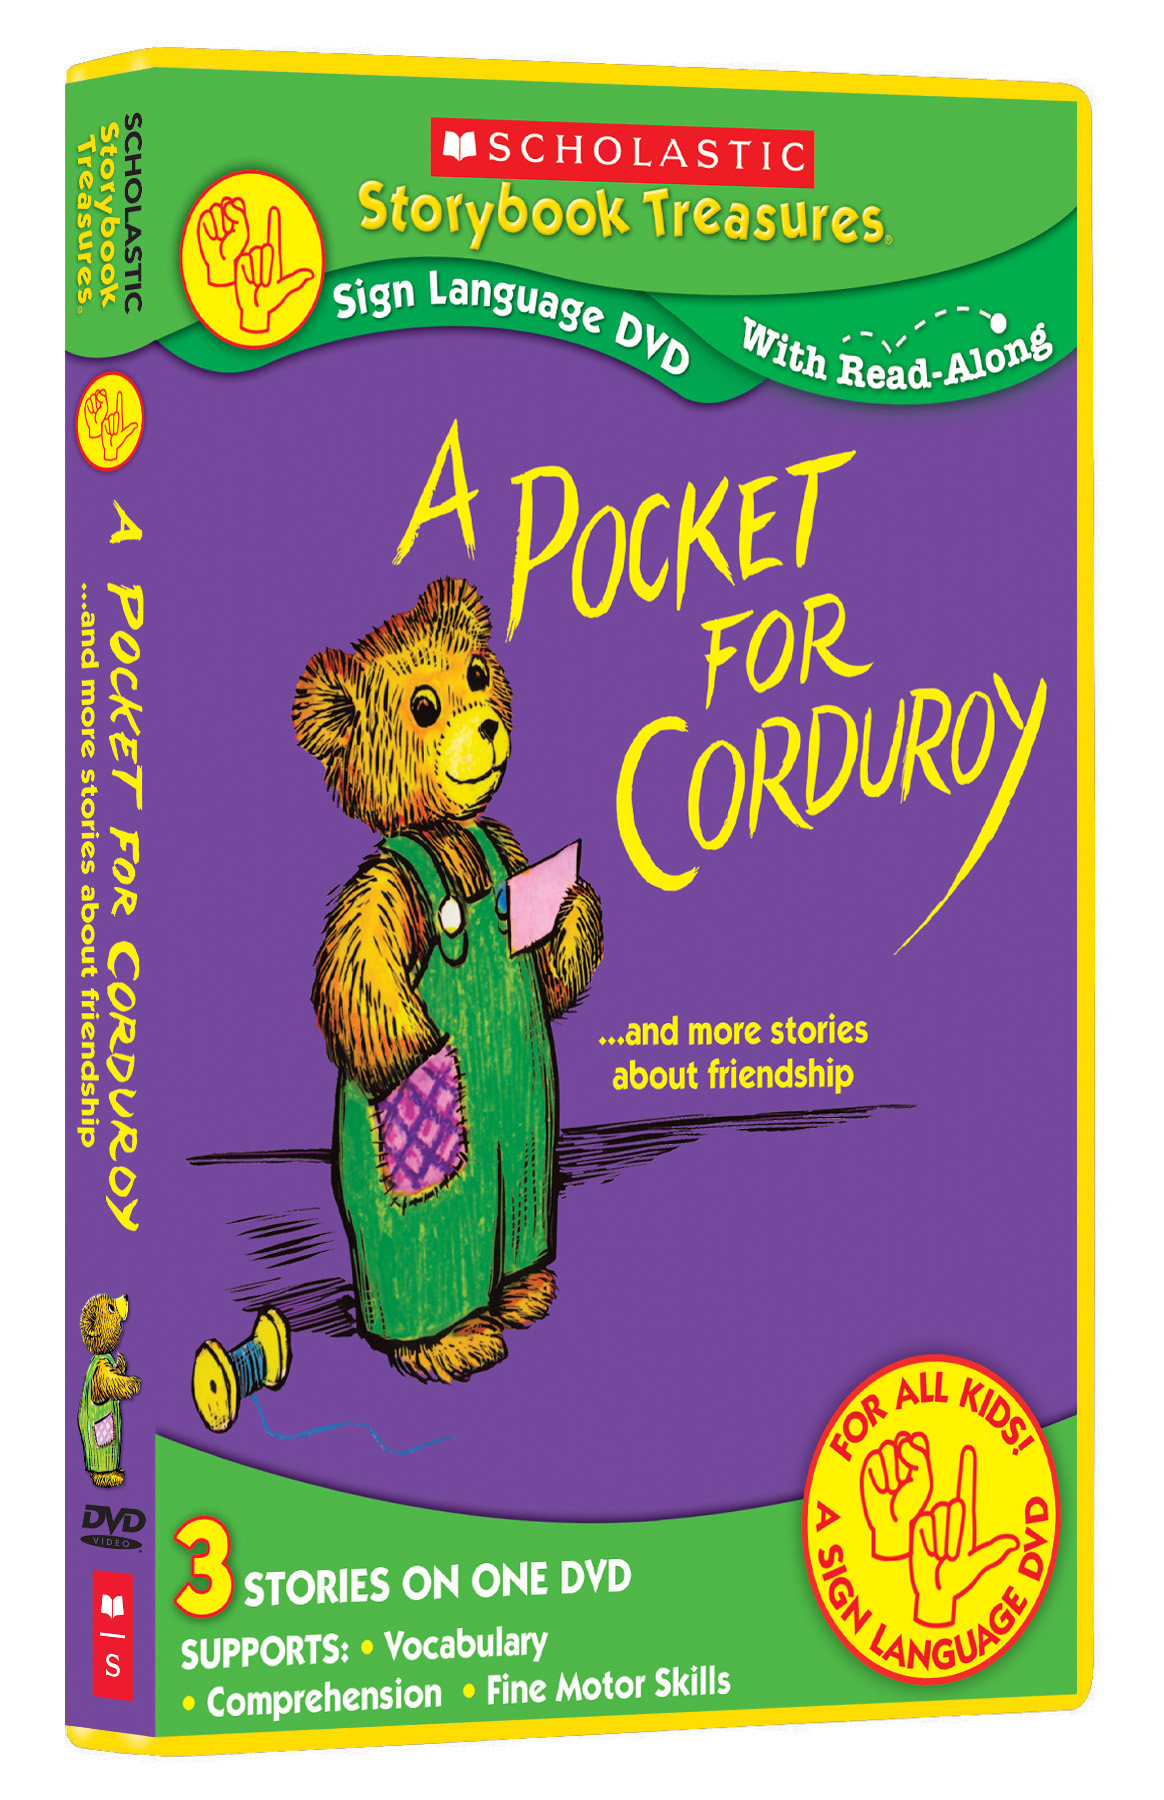 SCHOLASTIC
Storybook Treasures®
Sign Language DVD
With Read-Along
A POCKET
FOR
CORDUROY
...and more stories
about friendship
FOR ALL KIDS!
A SIGN LANGUAGE DVD
3 STORIES ON ONE DVD
SUPPORTS: • Vocabulary
• Comprehension • Fine Motor Skills
SCHOLASTIC
Storybook
Treasures®
A POCKET FOR CORDUROY
...and more stories about friendship
DVD
VIDEO
S